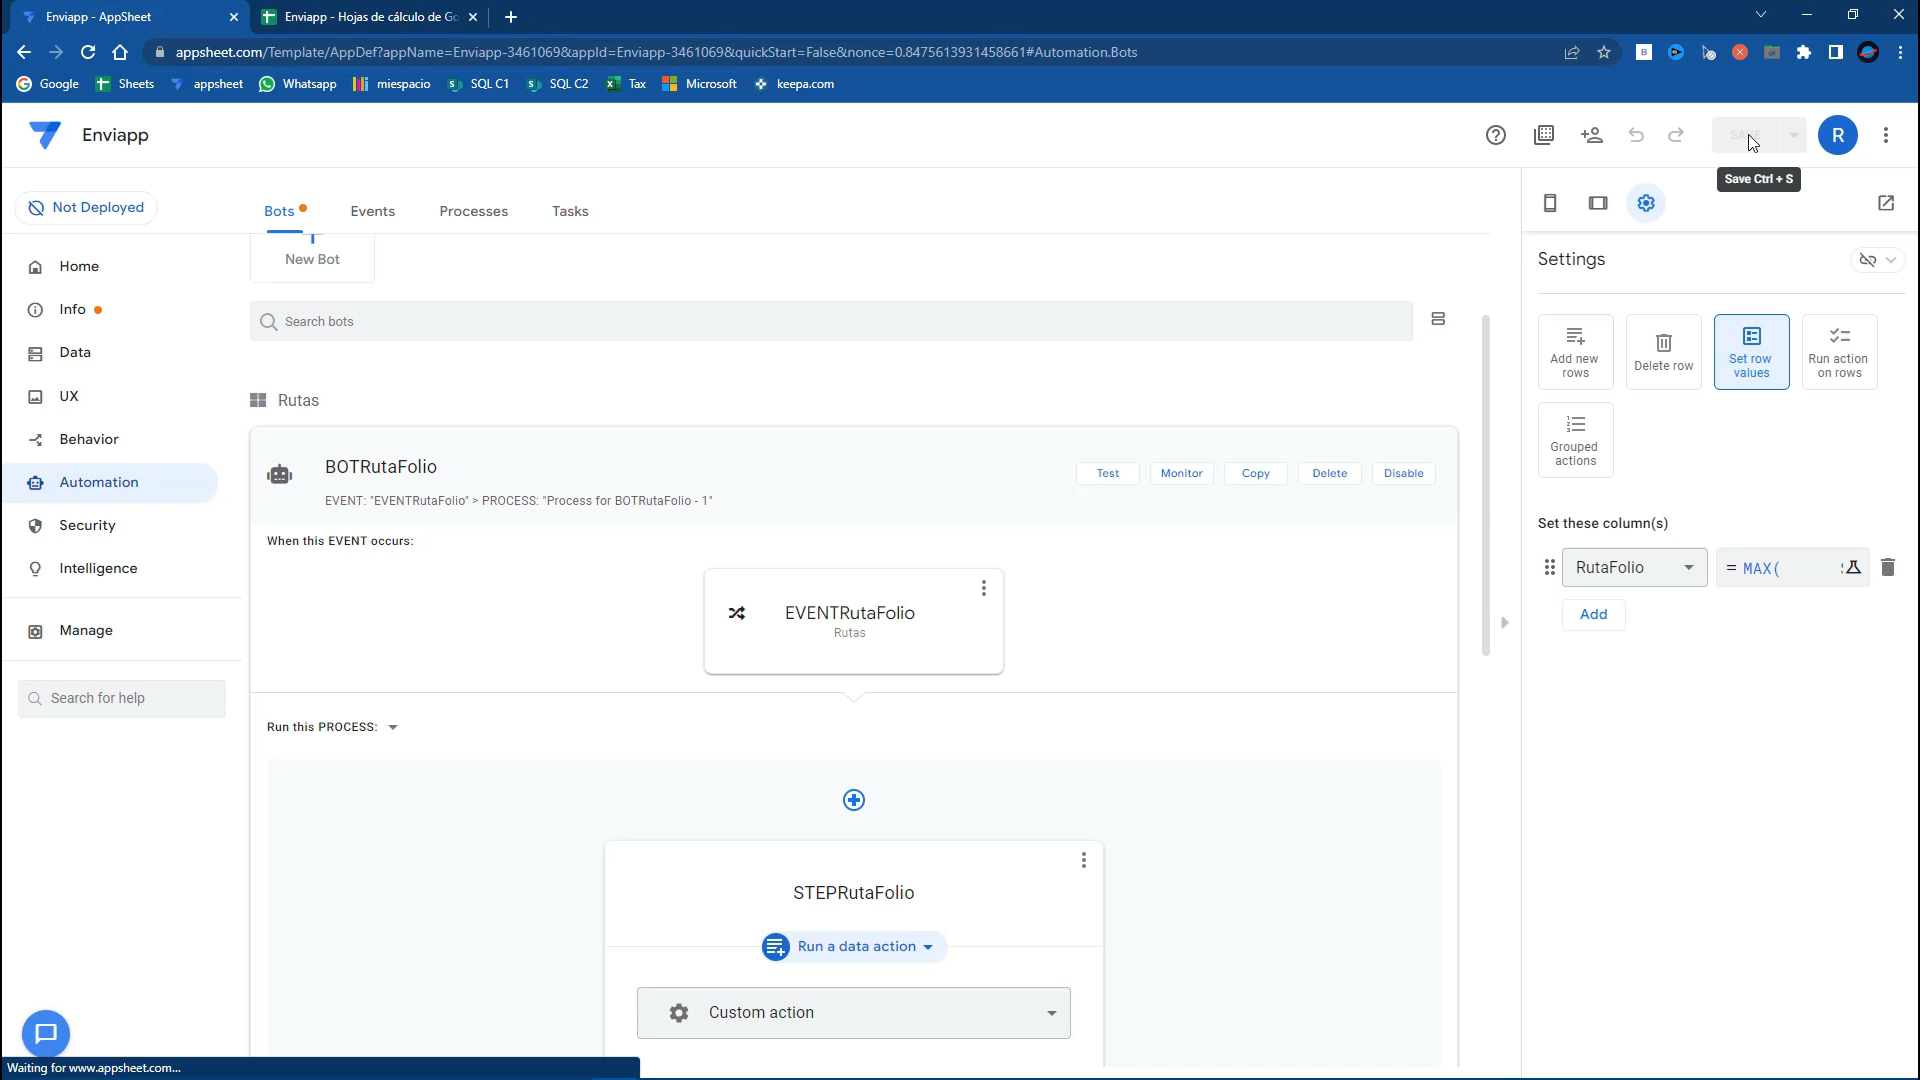 Enviapp - AppSheet
Enviapp - Hojas de cálculo de Go
appsheet.com/Template/AppDef?appName=Enviapp-3461069&appId=Enviapp-3461069&quickStart=False&nonce=0.8475613931458661#Automation.Bots
Google Sheets appsheet Whatsapp miespacio SQL C1 SQL C2 Tax Microsoft keepa.com
Enviapp
R
Save Ctrl + S
Not Deployed
Bots Events Processes Tasks
Home
Info
Data
UX
Behavior
Automation
Security
Intelligence
Manage
Search for help
New Bot
Search bots
Rutas
BOTRutaFolio
EVENT: "EVENTRutaFolio" > PROCESS: "Process for BOTRutaFolio - 1"
Test Monitor Copy Delete Disable
When this EVENT occurs:
EVENTRutaFolio
Rutas
Run this PROCESS:
STEPRutaFolio
Run a data action
Custom action
Settings
Add new rows
Delete row
Set row values
Run action on rows
Grouped actions
Set these column(s)
RutaFolio = MAX(
Add
Waiting for www.appsheet.com...